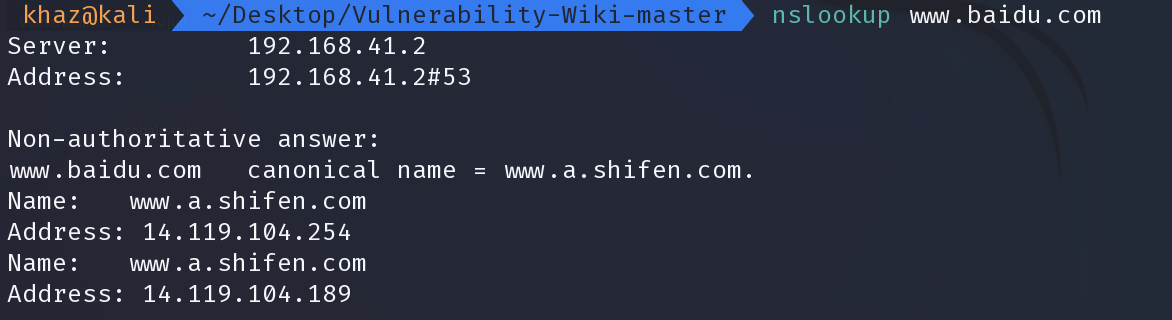 khaz@kali ~/Desktop/Vulnerability-Wiki-master nslookup www.baidu.com
Server: 192.168.41.2
Address: 192.168.41.2#53
Non-authoritative answer:
www.baidu.com canonical name = www.a.shifen.com.
Name: www.a.shifen.com
Address: 14.119.104.254
Name: www.a.shifen.com
Address: 14.119.104.189